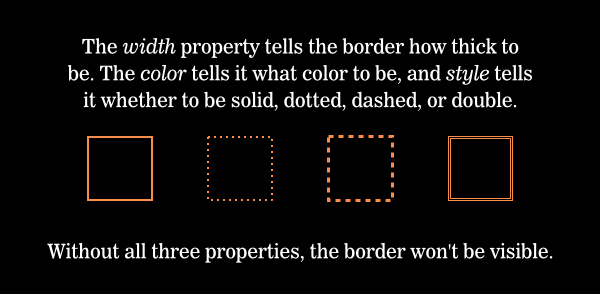 The width property tells the border how thick to
be. The color tells it what color to be, and style tells
it whether to be solid, dotted, dashed, or double.
Without all three properties, the border won't be visible.